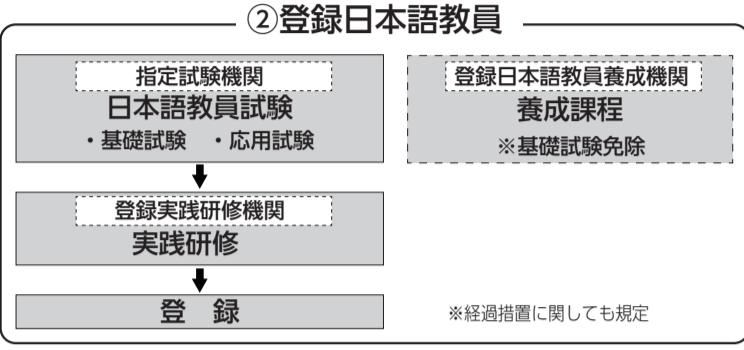 ②登録日本語教員
指定試験機関
日本語教員試験
・基礎試験 ・応用試験
登録実践研修機関
実践研修
登 録
登録日本語教員養成機関
養成課程
※基礎試験免除
※経過措置に関しても規定